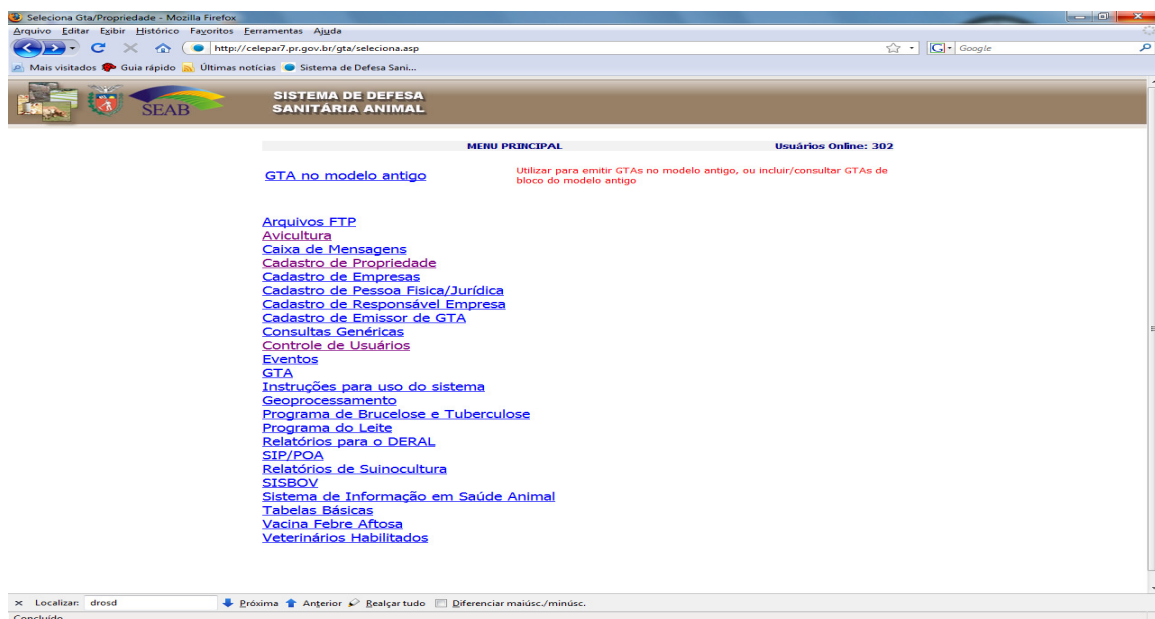 Seleciona Gta/Propriedade - Mozilla Firefox
Arquivo Editar Exibir Histórico Favoritos Ferramentas Ajuda
http://celepar7.pr.gov.br/gta/seleciona.asp
G Google
Mais visitados Guia rápido Últimas notícias Sistema de Defesa Sani...
SEAB
SISTEMA DE DEFESA
SANITÁRIA ANIMAL
MENU PRINCIPAL Usuários Online: 302
GTA no modelo antigo
Utilizar para emitir GTAs no modelo antigo, ou incluir/consultar GTAs de
bloco do modelo antigo
Arquivos FTP
Avicultura
Caixa de Mensagens
Cadastro de Propriedade
Cadastro de Empresas
Cadastro de Pessoa Fisica/Jurídica
Cadastro de Responsável Empresa
Cadastro de Emissor de GTA
Consultas Genéricas
Controle de Usuários
Eventos
GTA
Instruções para uso do sistema
Geoprocessamento
Programa de Brucelose e Tuberculose
Programa do Leite
Relatórios para o DERAL
SIP/POA
Relatórios de Suinocultura
SISBOV
Sistema de Informação em Saúde Animal
Tabelas Básicas
Vacina Febre Aftosa
Veterinários Habilitados
Localizar: drosd Próxima Anterior Realçar tudo Diferenciar maiúsc./minúsc.
Concluído